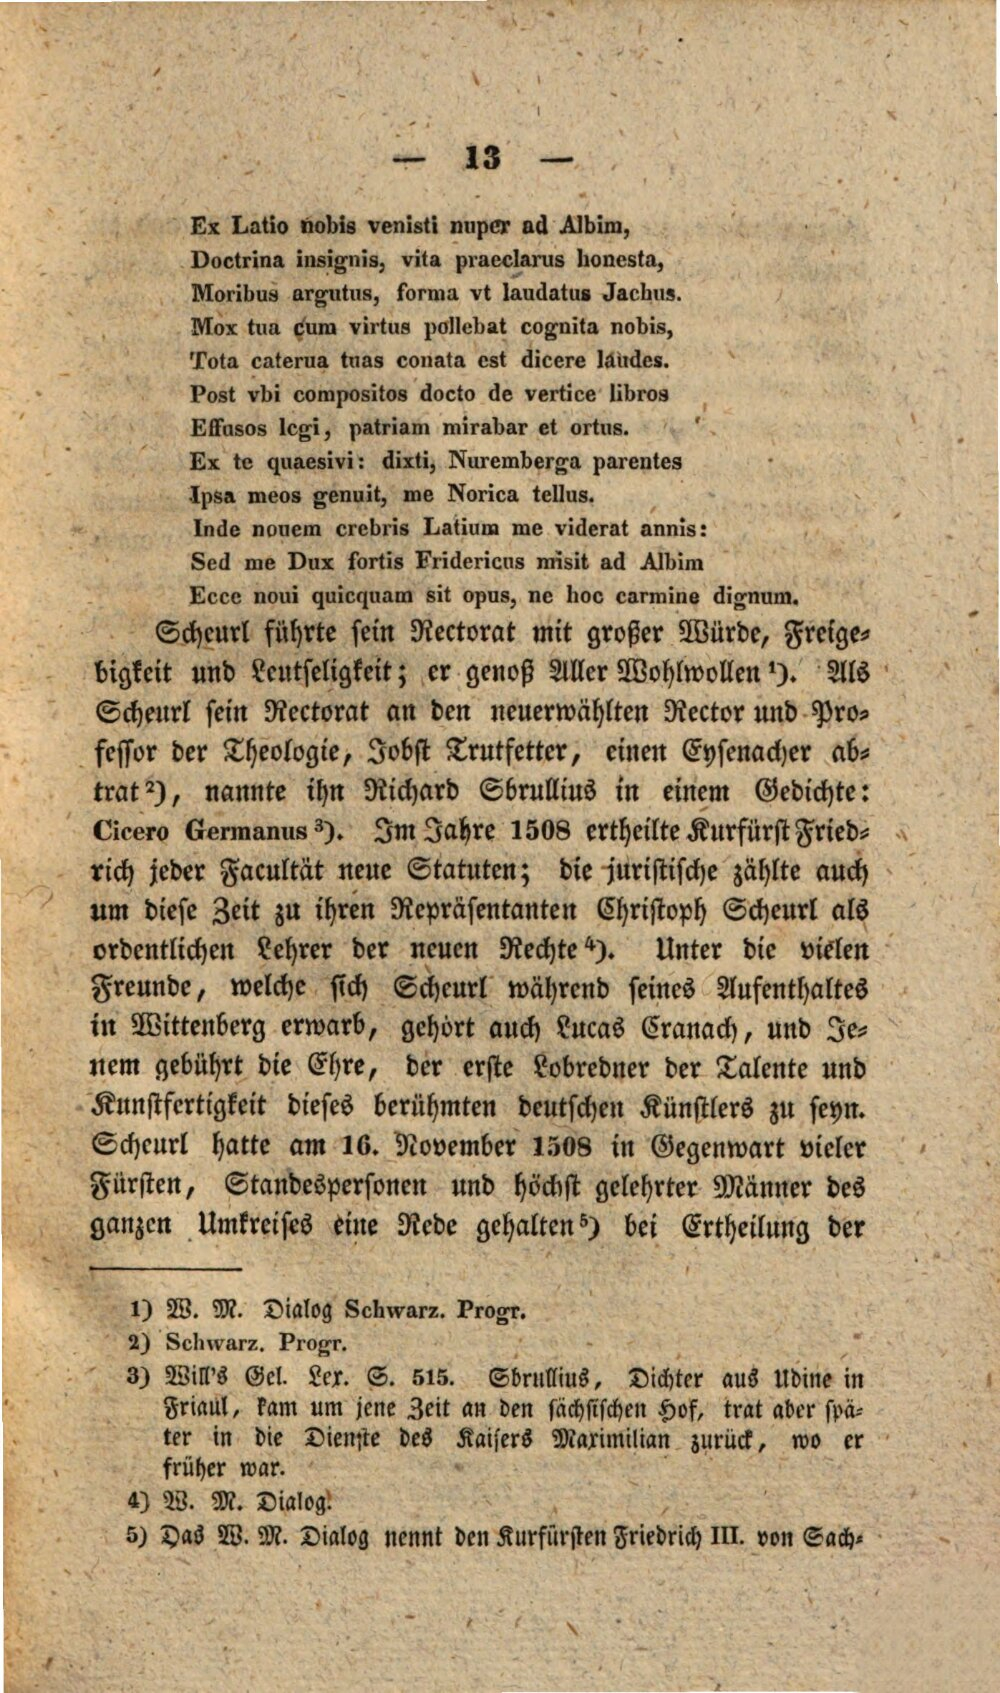 — 13 —
Ex Latio nobis venisti nuper ad Albim,
Doctrina insignis, vita praeclarus honesta,
Moribus argutus, forma vt laudatus Jachus.
Mox tua cum virtus pollebat cognita nobis,
Tota caterua tuas conata est dicere laudes.
Post vbi compositos docto de vertice libros
Effusos legi, patriam mirabar et ortus.
Ex te quaesivi: dixti, Nuremberga parentes
Ipsa meos genuit, me Norica tellus.
Inde nouem crebris Latium me viderat annis:
Sed me Dux fortis Fridericus misit ad Albim
Ecce noui quicquam sit opus, ne hoc carmine dignum.
Scheurl führte sein Rectorat mit großer Würde, Freige-
bigkeit und Leutseligkeit; er genoß Aller Wohlwollen ¹). Als
Scheurl sein Rectorat an den neuerwählten Rector und Pro-
fessor der Theologie, Jobst Trutfetter, einen Eysenacher ab-
trat ²), nannte ihn Richard Sbrullius in einem Gedichte:
Cicero Germanus ³). Im Jahre 1508 ertheilte Kurfürst Fried-
rich jeder Facultät neue Statuten; die juristische zählte auch
um diese Zeit zu ihren Repräsentanten Christoph Scheurl als
ordentlichen Lehrer der neuen Rechte ⁴). Unter die vielen
Freunde, welche sich Scheurl während seines Aufenthaltes
in Wittenberg erwarb, gehört auch Lucas Cranach, und Je-
nem gebührt die Ehre, der erste Lobredner der Talente und
Kunstfertigkeit dieses berühmten deutschen Künstlers zu seyn.
Scheurl hatte am 16. November 1508 in Gegenwart vieler
Fürsten, Standespersonen und höchst gelehrter Männer des
ganzen Umkreises eine Rede gehalten ⁵) bei Ertheilung der
1) W. M. Dialog Schwarz. Progr.
2) Schwarz. Progr.
3) Will's Gel. Lex. S. 515. Sbrullius, Dichter aus Udine in
Friaul, kam um jene Zeit an den sächsischen Hof, trat aber spä-
ter in die Dienste des Kaisers Maximilian zurück, wo er
früher war.
4) W. M. Dialog.
5) Das W. M. Dialog nennt den Kurfürsten Friedrich III. von Sach-